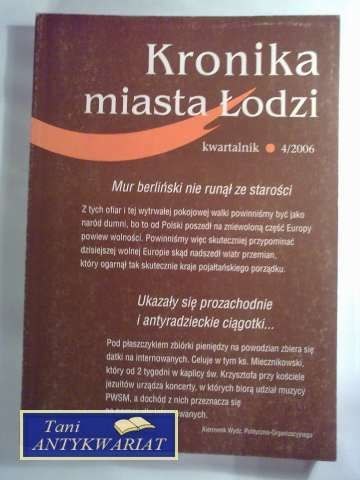 Kronika
miasta Łodzi
kwartalnik • 4/2006
Mur berliński nie runął ze starości
Z tych ofiar i tej wytrwałej pokojowej walki powinniśmy być jako
naród dumni, bo to od Polski poszedł na zniewoloną część Europy
powiew wolności. Powinniśmy więc skuteczniej przypominać
dzisiejszej wolnej Europie skąd nadszedł wiatr przemian,
który ogarnął tak skutecznie kraje pojałtańskiego porządku.
Ukazały się prozachodnie
i antyradzieckie ciągotki...
Pod płaszczykiem zbiórki pieniędzy na powodzian zbiera się
datki na internowanych. Celuje w tym ks. Miecznikowski,
który od 2 tygodni w kaplicy św. Krzysztofa przy kościele
jezuitów urządza koncerty, w których biorą udział muzycy
PWSM, a dochód z nich przeznacza się
Kierownik Wydz. Polityczno-Organizacyjnego
Tani
ANTYKWARIAT